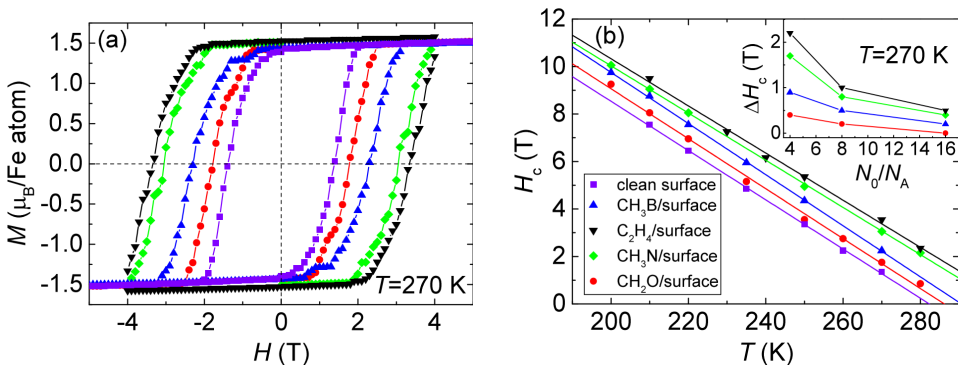 (a)
M (μB/Fe atom)
1.5
1.0
0.5
0.0
-0.5
-1.0
-1.5
T=270 K
-4 -2 0 2 4
H (T)
(b)
Hc (T)
12
10
8
6
4
2
0
clean surface
CH3B/surface
C2H4/surface
CH3N/surface
CH2O/surface
200 220 240 260 280
T (K)
ΔHc (T)
2
1
0
T=270 K
4 8 12 16
N0/NA